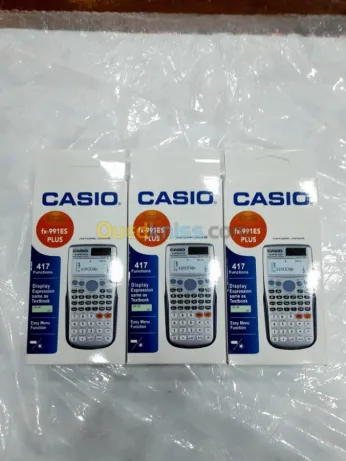 CASIO
fx-991ES
PLUS
417
Functions
Display
Expression
same as
Textbook
Easy Menu
Function
CASIO
fx-991ES
PLUS
417
Functions
Display
Expression
same as
Textbook
Easy Menu
Function
CASIO
fx-991ES
PLUS
417
Functions
Display
Expression
same as
Textbook
Easy Menu
Function